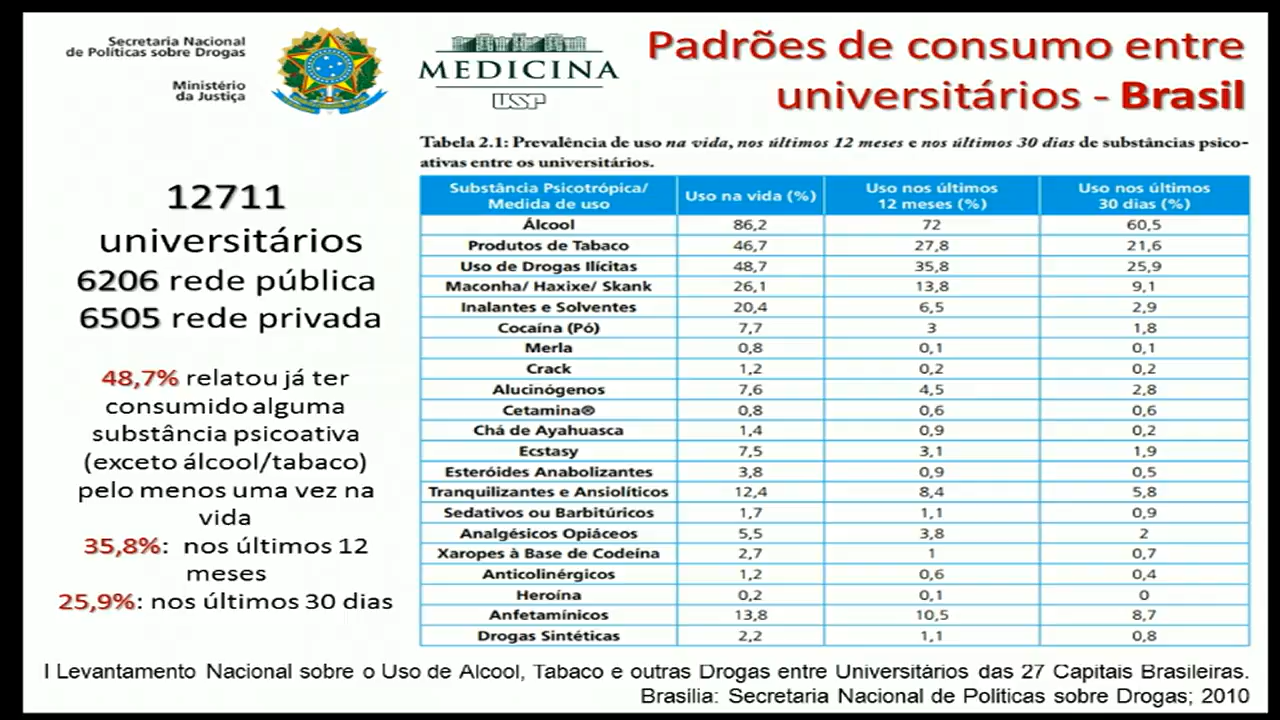 Secretaria Nacional
de Políticas sobre Drogas
Ministério
da Justiça
MEDICINA
USP
Padrões de consumo entre
universitários - Brasil
12711
universitários
6206 rede pública
6505 rede privada
48,7% relatou já ter
consumido alguma
substância psicoativa
(exceto álcool/tabaco)
pelo menos uma vez na
vida
35,8%: nos últimos 12
meses
25,9%: nos últimos 30 dias
Tabela 2.1: Prevalência de uso na vida, nos últimos 12 meses e nos últimos 30 dias de substâncias psico-
ativas entre os universitários.
Substância Psicotrópica/
Medida de uso
Uso na vida (%)
Uso nos últimos
12 meses (%)
Uso nos últimos
30 dias (%)
Álcool 86,2 72 60,5
Produtos de Tabaco 46,7 27,8 21,6
Uso de Drogas Ilícitas 48,7 35,8 25,9
Maconha/ Haxixe/ Skank 26,1 13,8 9,1
Inalantes e Solventes 20,4 6,5 2,9
Cocaína (Pó) 7,7 3 1,8
Merla 0,8 0,1 0,1
Crack 1,2 0,2 0,2
Alucinógenos 7,6 4,5 2,8
Cetamina® 0,8 0,6 0,6
Chá de Ayahuasca 1,4 0,9 0,2
Ecstasy 7,5 3,1 1,9
Esteróides Anabolizantes 3,8 0,9 0,5
Tranquilizantes e Ansiolíticos 12,4 8,4 5,8
Sedativos ou Barbitúricos 1,7 1,1 0,9
Analgésicos Opiáceos 5,5 3,8 2
Xaropes à Base de Codeína 2,7 1 0,7
Anticolinérgicos 1,2 0,6 0,4
Heroína 0,2 0,1 0
Anfetamínicos 13,8 10,5 8,7
Drogas Sintéticas 2,2 1,1 0,8
I Levantamento Nacional sobre o Uso de Álcool, Tabaco e outras Drogas entre Universitários das 27 Capitais Brasileiras.
Brasília: Secretaria Nacional de Políticas sobre Drogas; 2010